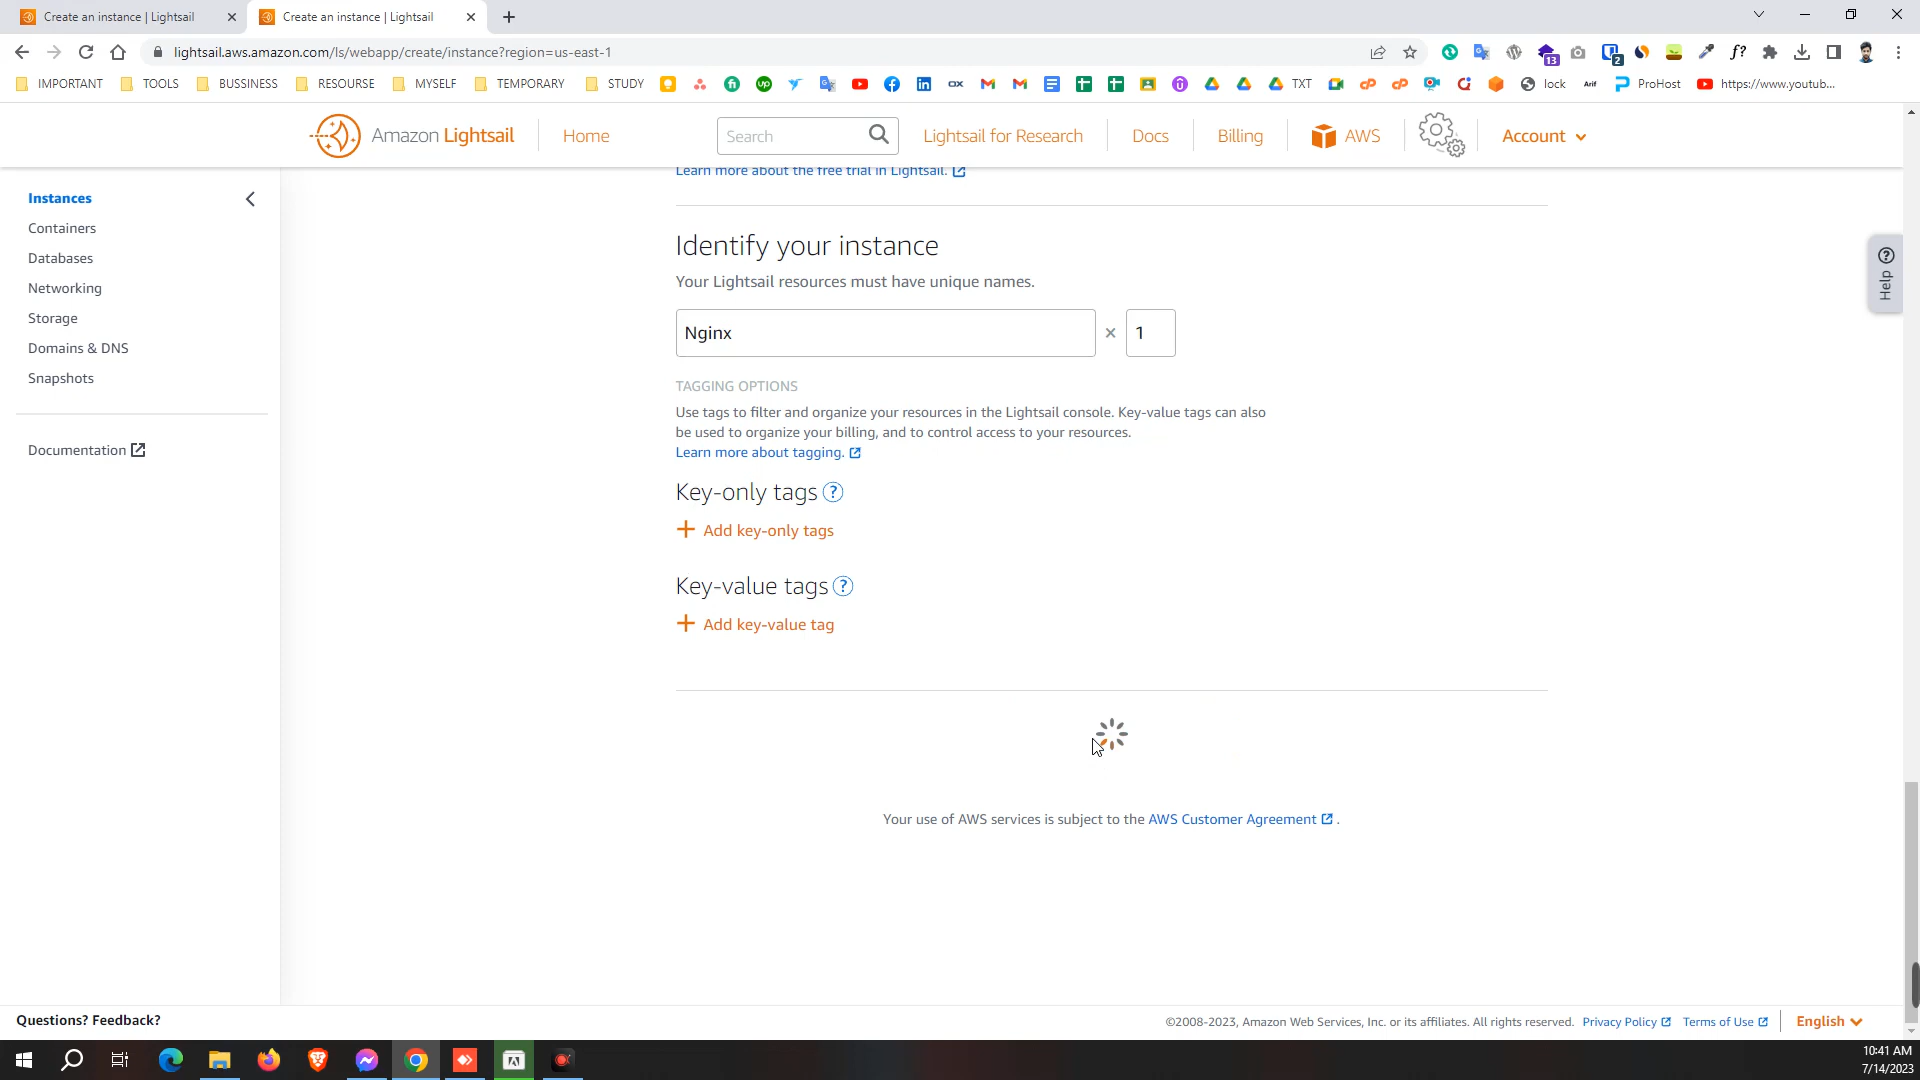 Create an instance | Lightsail
Create an instance | Lightsail
lightsail.aws.amazon.com/ls/webapp/create/instance?region=us-east-1
13
2
f?
IMPORTANT
TOOLS
BUSSINESS
RESOURSE
MYSELF
TEMPORARY
STUDY
TXT
lock
ProHost
https://www.youtub...
Amazon Lightsail
Home
Search
Lightsail for Research
Docs
Billing
AWS
Account
Instances
Containers
Databases
Networking
Storage
Domains & DNS
Snapshots
Documentation
Learn more about the free trial in Lightsail.
Identify your instance
Your Lightsail resources must have unique names.
Nginx
× 1
TAGGING OPTIONS
Use tags to filter and organize your resources in the Lightsail console. Key-value tags can also
be used to organize your billing, and to control access to your resources.
Learn more about tagging.
Key-only tags ?
+ Add key-only tags
Key-value tags ?
+ Add key-value tag
Your use of AWS services is subject to the AWS Customer Agreement .
Help ?
Questions? Feedback?
©2008-2023, Amazon Web Services, Inc. or its affiliates. All rights reserved.
Privacy Policy
Terms of Use
English
10:41 AM
7/14/2023